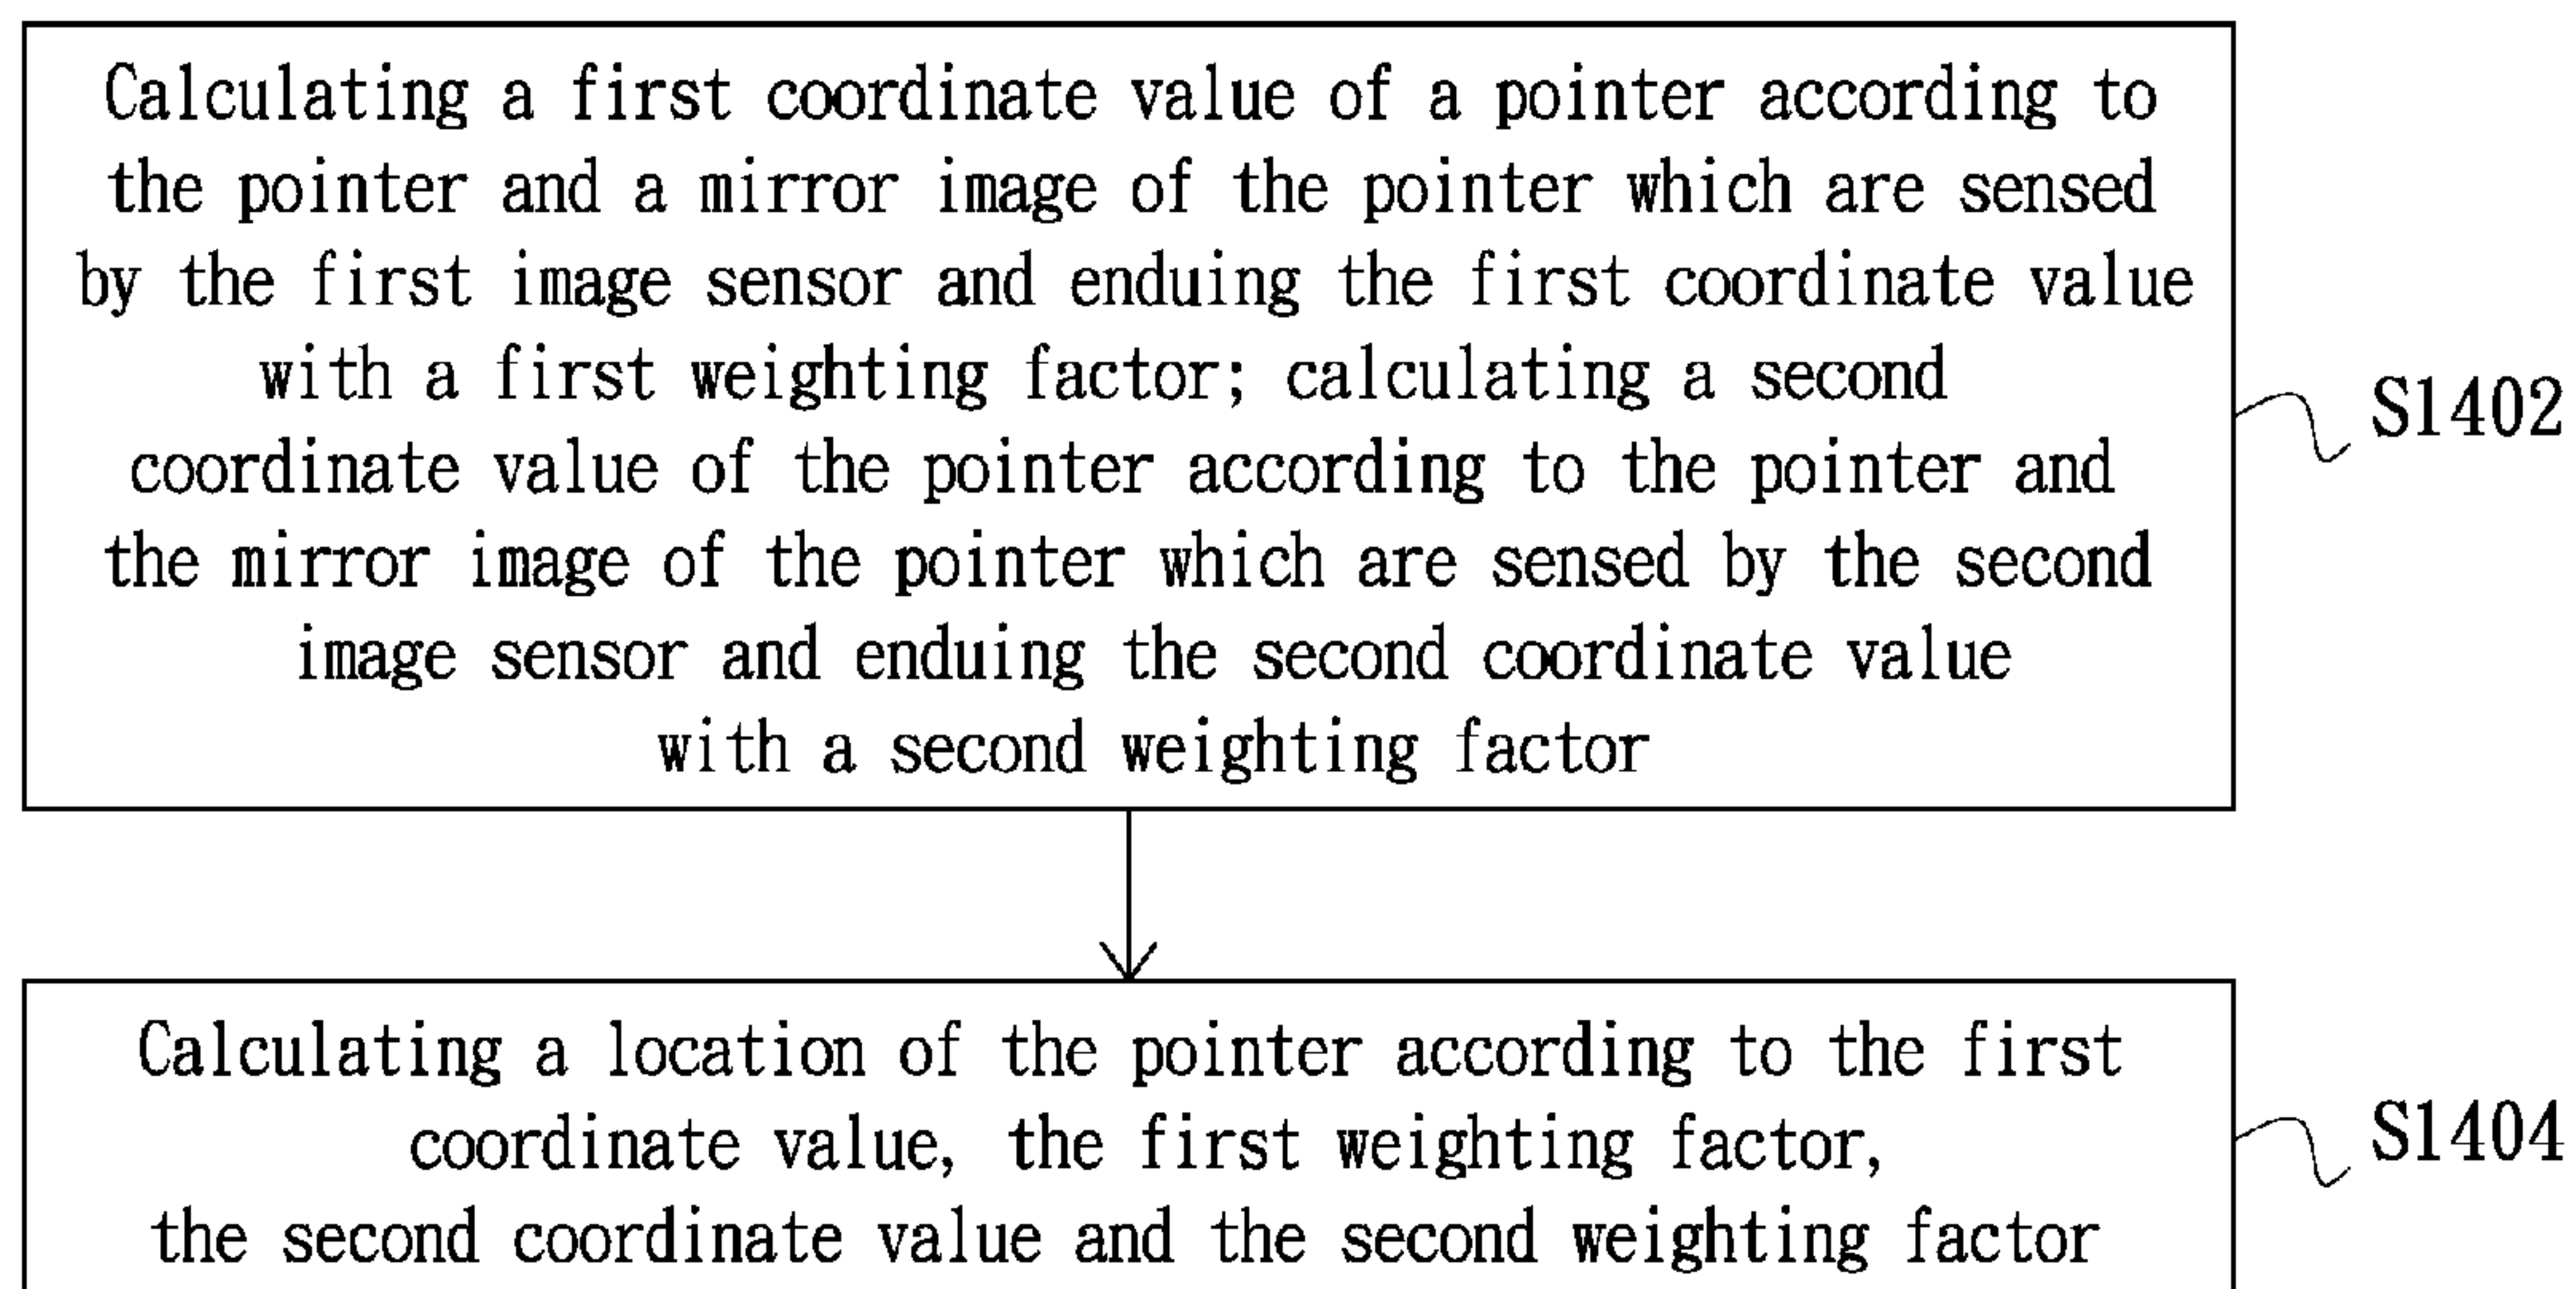 Calculating a first coordinate value of a pointer according to
the pointer and a mirror image of the pointer which are sensed
by the first image sensor and enduing the first coordinate value
with a first weighting factor; calculating a second
coordinate value of the pointer according to the pointer and
the mirror image of the pointer which are sensed by the second
image sensor and enduing the second coordinate value
with a second weighting factor
S1402
Calculating a location of the pointer according to the first
coordinate value, the first weighting factor,
the second coordinate value and the second weighting factor
S1404